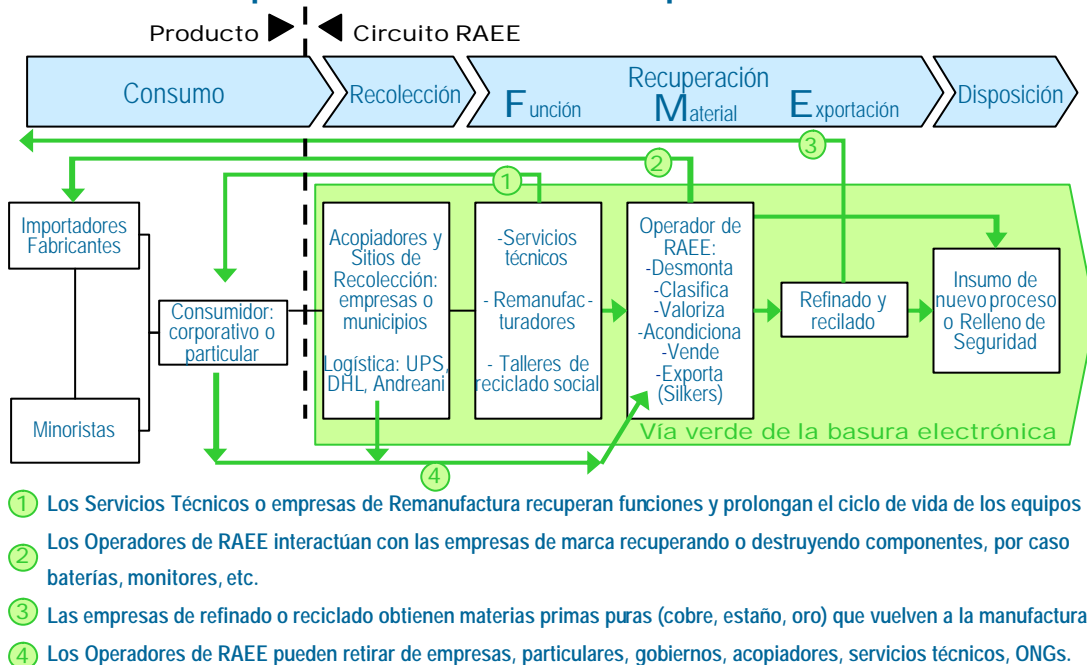 Producto Circuito RAEE
Consumo
Recolección
Recuperación
Función Material Exportación
Disposición
3
2
1
Importadores
Fabricantes
Minoristas
Consumidor:
corporativo o
particular
Acopiadores y
Sitios de
Recolección:
empresas o
municipios
Logística: UPS,
DHL, Andreani
-Servicios
técnicos
- Remanufac-
turadores
- Talleres de
reciclado social
Operador de
RAEE:
-Desmonta
-Clasifica
-Valoriza
-Acondiciona
-Vende
-Exporta
(Silkers)
Refinado y
recilado
Insumo de
nuevo proceso
o Relleno de
Seguridad
Vía verde de la basura electrónica
4
1 Los Servicios Técnicos o empresas de Remanufactura recuperan funciones y prolongan el ciclo de vida de los equipos
2 Los Operadores de RAEE interactúan con las empresas de marca recuperando o destruyendo componentes, por caso
baterías, monitores, etc.
3 Las empresas de refinado o reciclado obtienen materias primas puras (cobre, estaño, oro) que vuelven a la manufactura
4 Los Operadores de RAEE pueden retirar de empresas, particulares, gobiernos, acopiadores, servicios técnicos, ONGs.